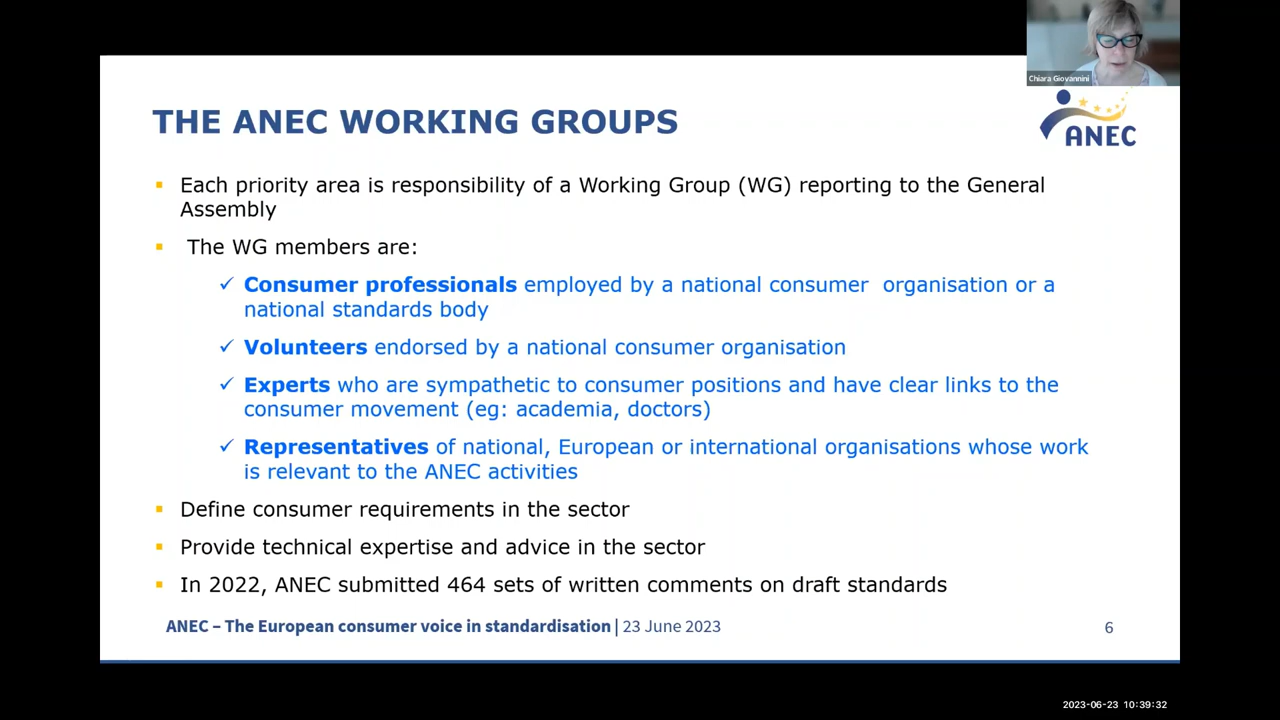 Chiara Giovannini
ANEC
THE ANEC WORKING GROUPS
Each priority area is responsibility of a Working Group (WG) reporting to the General
Assembly
The WG members are:
Consumer professionals employed by a national consumer  organisation or a
national standards body
Volunteers endorsed by a national consumer organisation
Experts who are sympathetic to consumer positions and have clear links to the
consumer movement (eg: academia, doctors)
Representatives of national, European or international organisations whose work
is relevant to the ANEC activities
Define consumer requirements in the sector
Provide technical expertise and advice in the sector
In 2022, ANEC submitted 464 sets of written comments on draft standards
ANEC – The European consumer voice in standardisation | 23 June 2023
6
2023-06-23 10:39:32